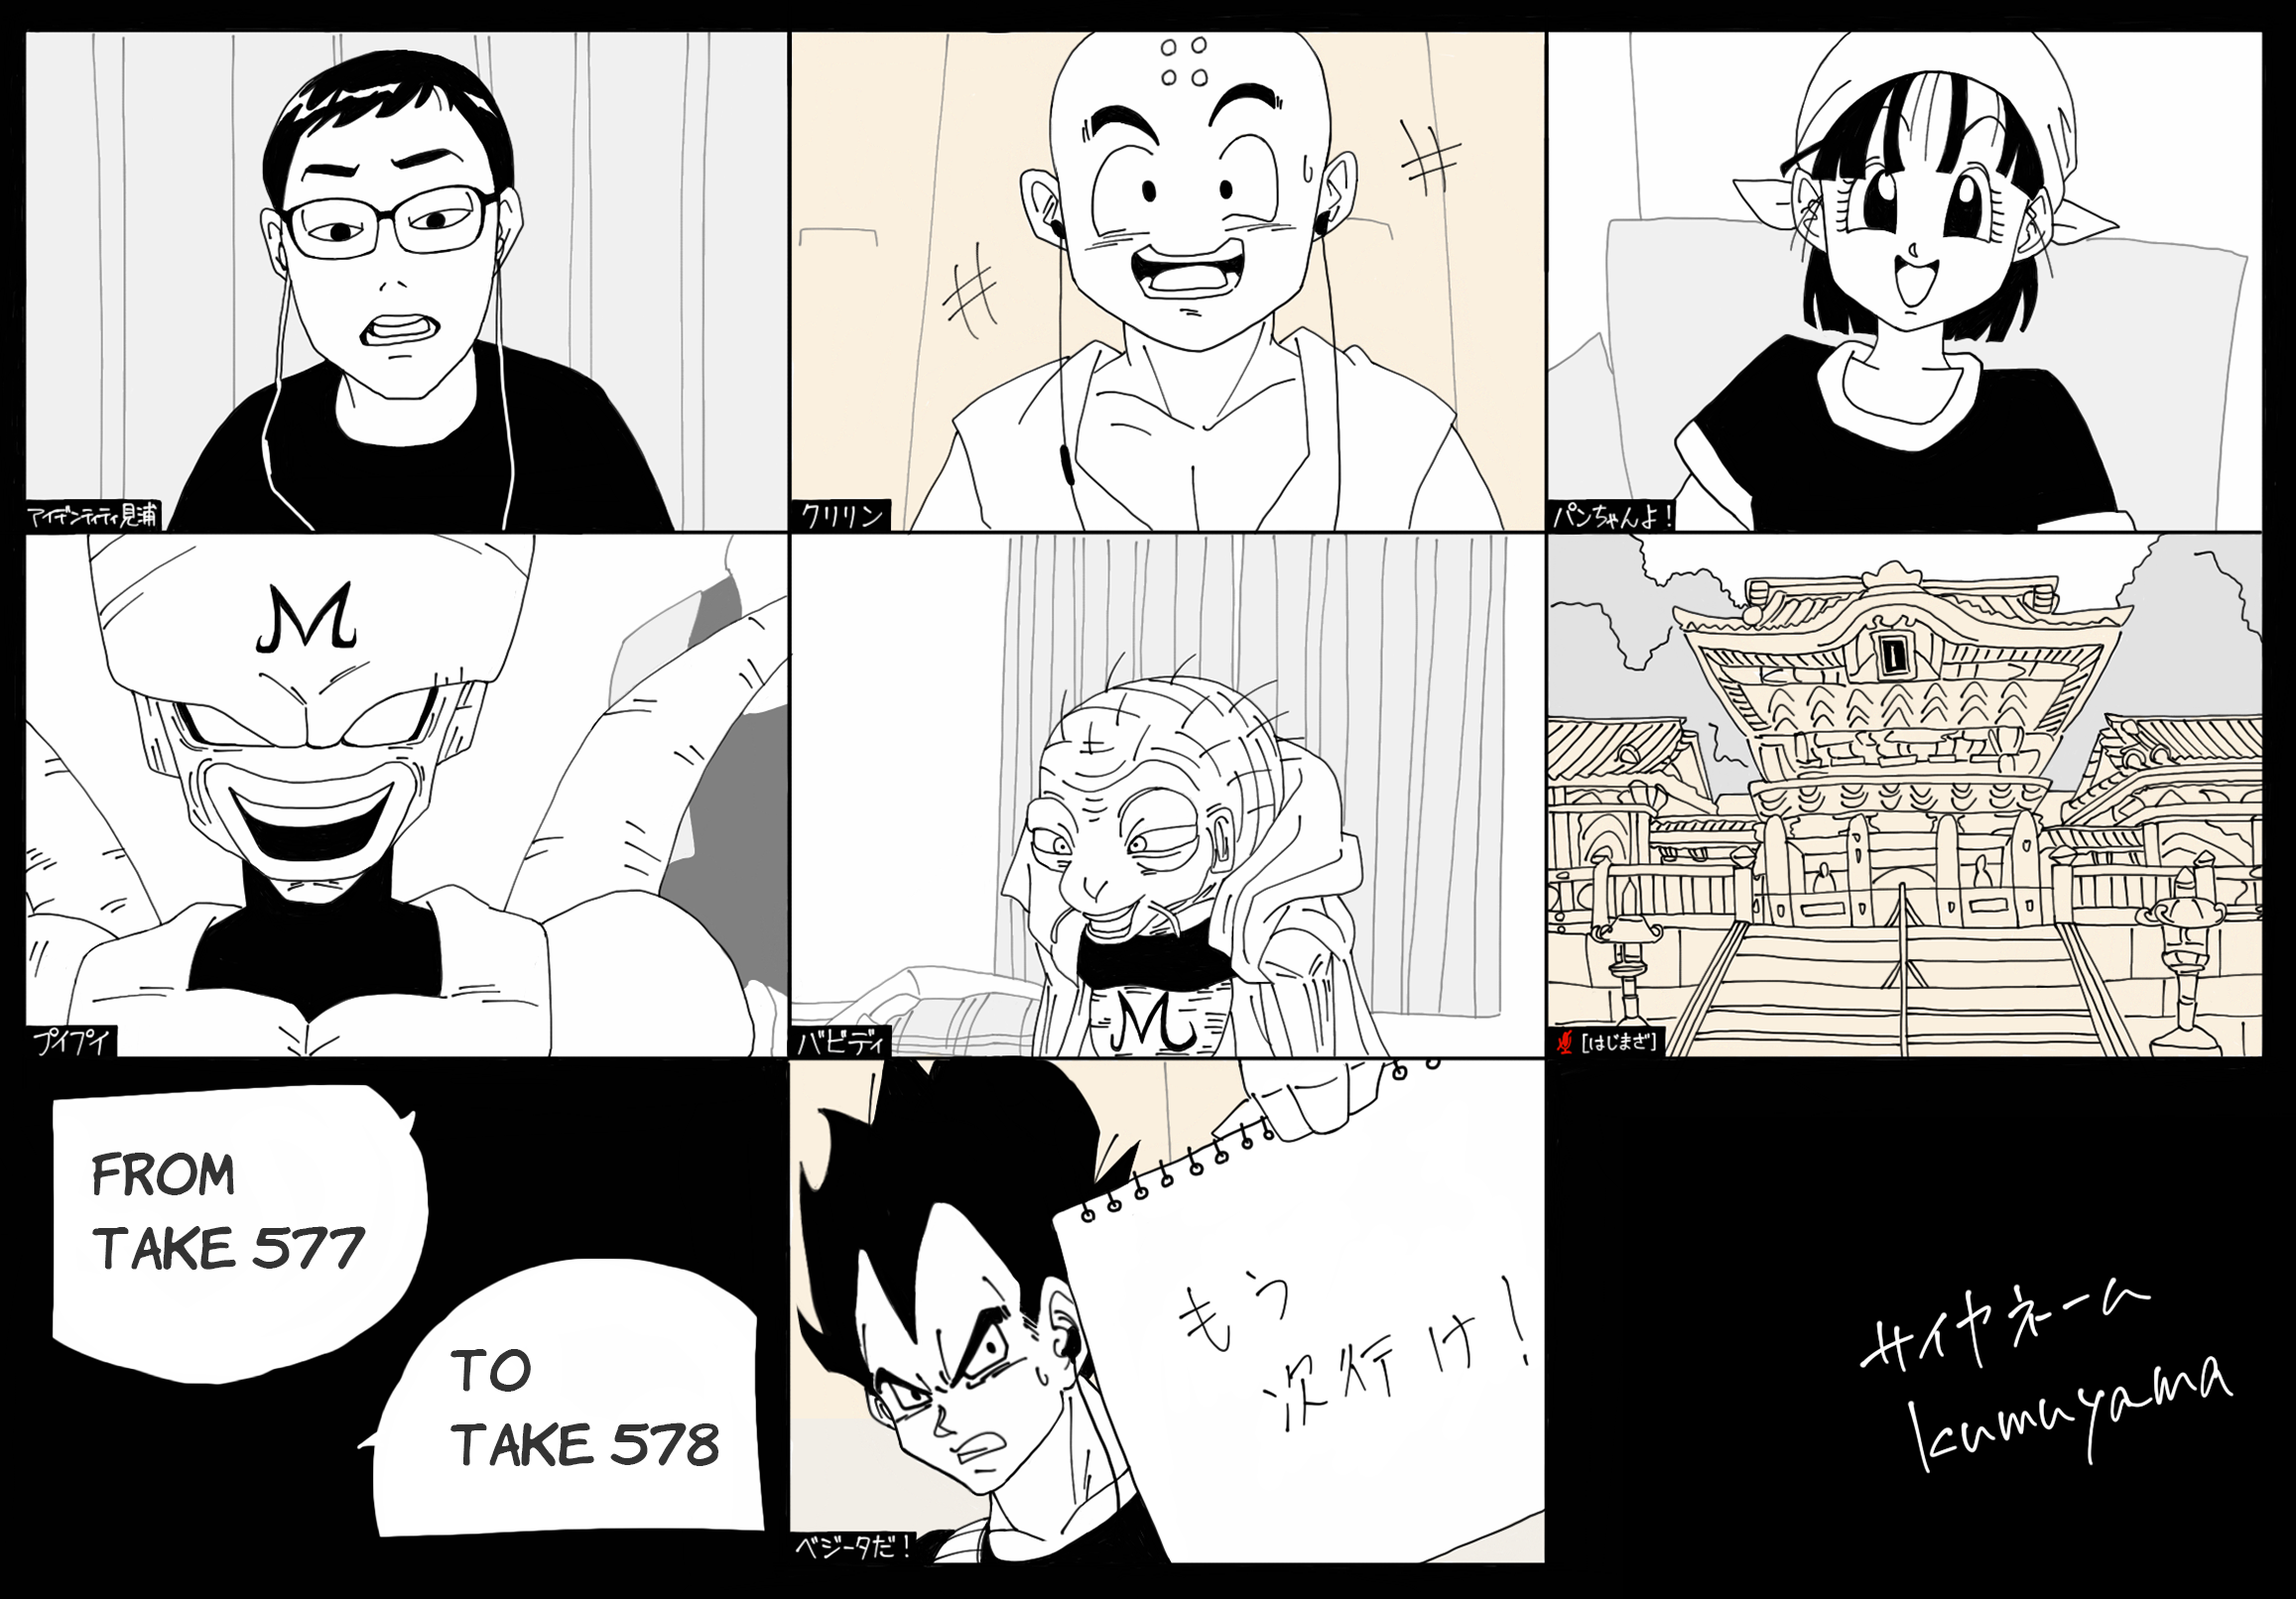 アイデンティティ見浦
クリリン
パンちゃんよ！
M
プイプイ
バビディ
M
[はじまざ]
FROM
TAKE 577
TO
TAKE 578
もう
次行け！
ベジータだ！
サイヤネーム
kumuyama